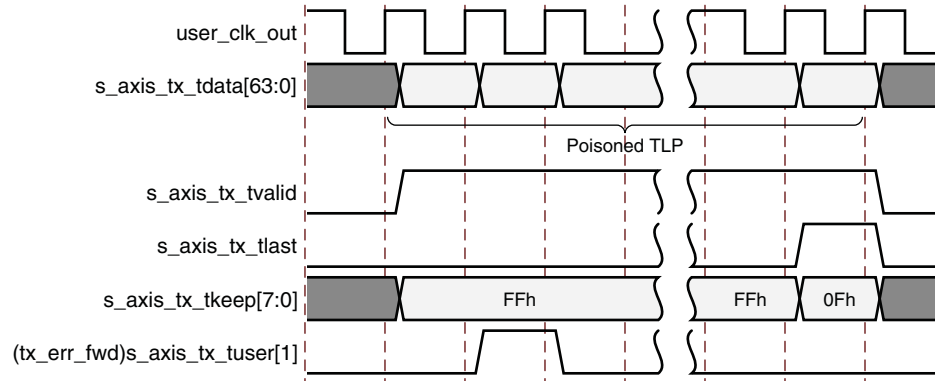 user_clk_out
s_axis_tx_tdata[63:0]
Poisoned TLP
s_axis_tx_tvalid
s_axis_tx_tlast
s_axis_tx_tkeep[7:0] FFh FFh 0Fh
(tx_err_fwd)s_axis_tx_tuser[1]